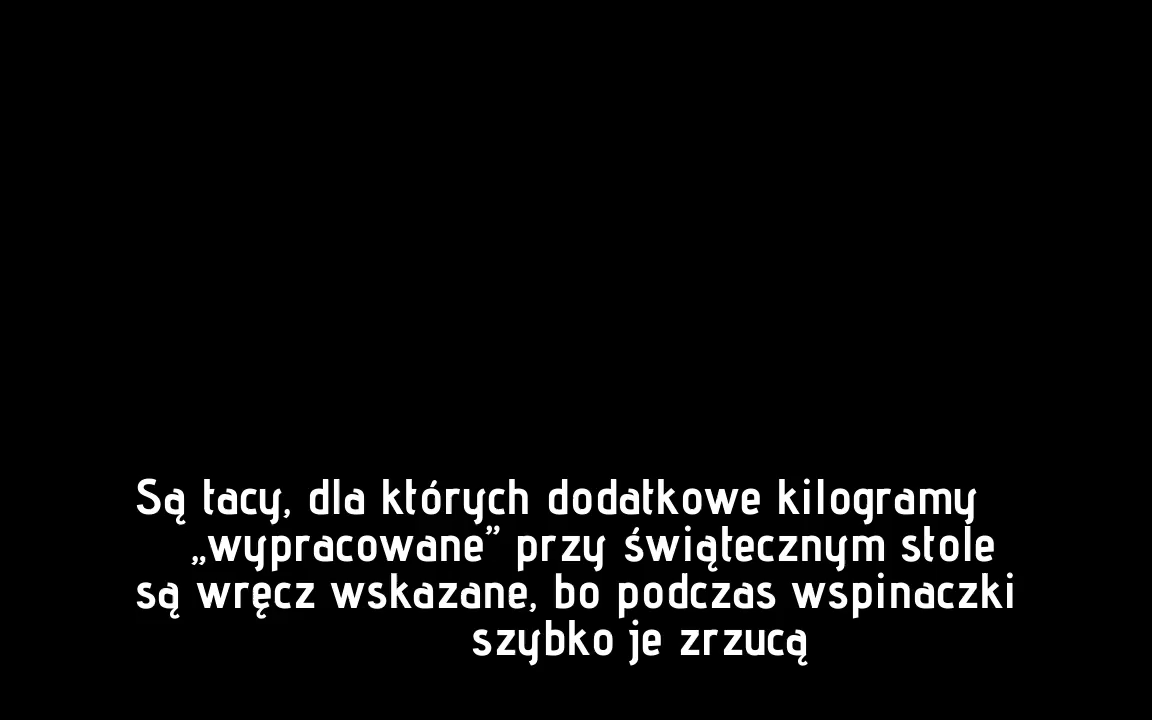 Są tacy, dla których dodatkowe kilogramy
„wypracowane” przy świątecznym stole
są wręcz wskazane, bo podczas wspinaczki
szybko je zrzucą